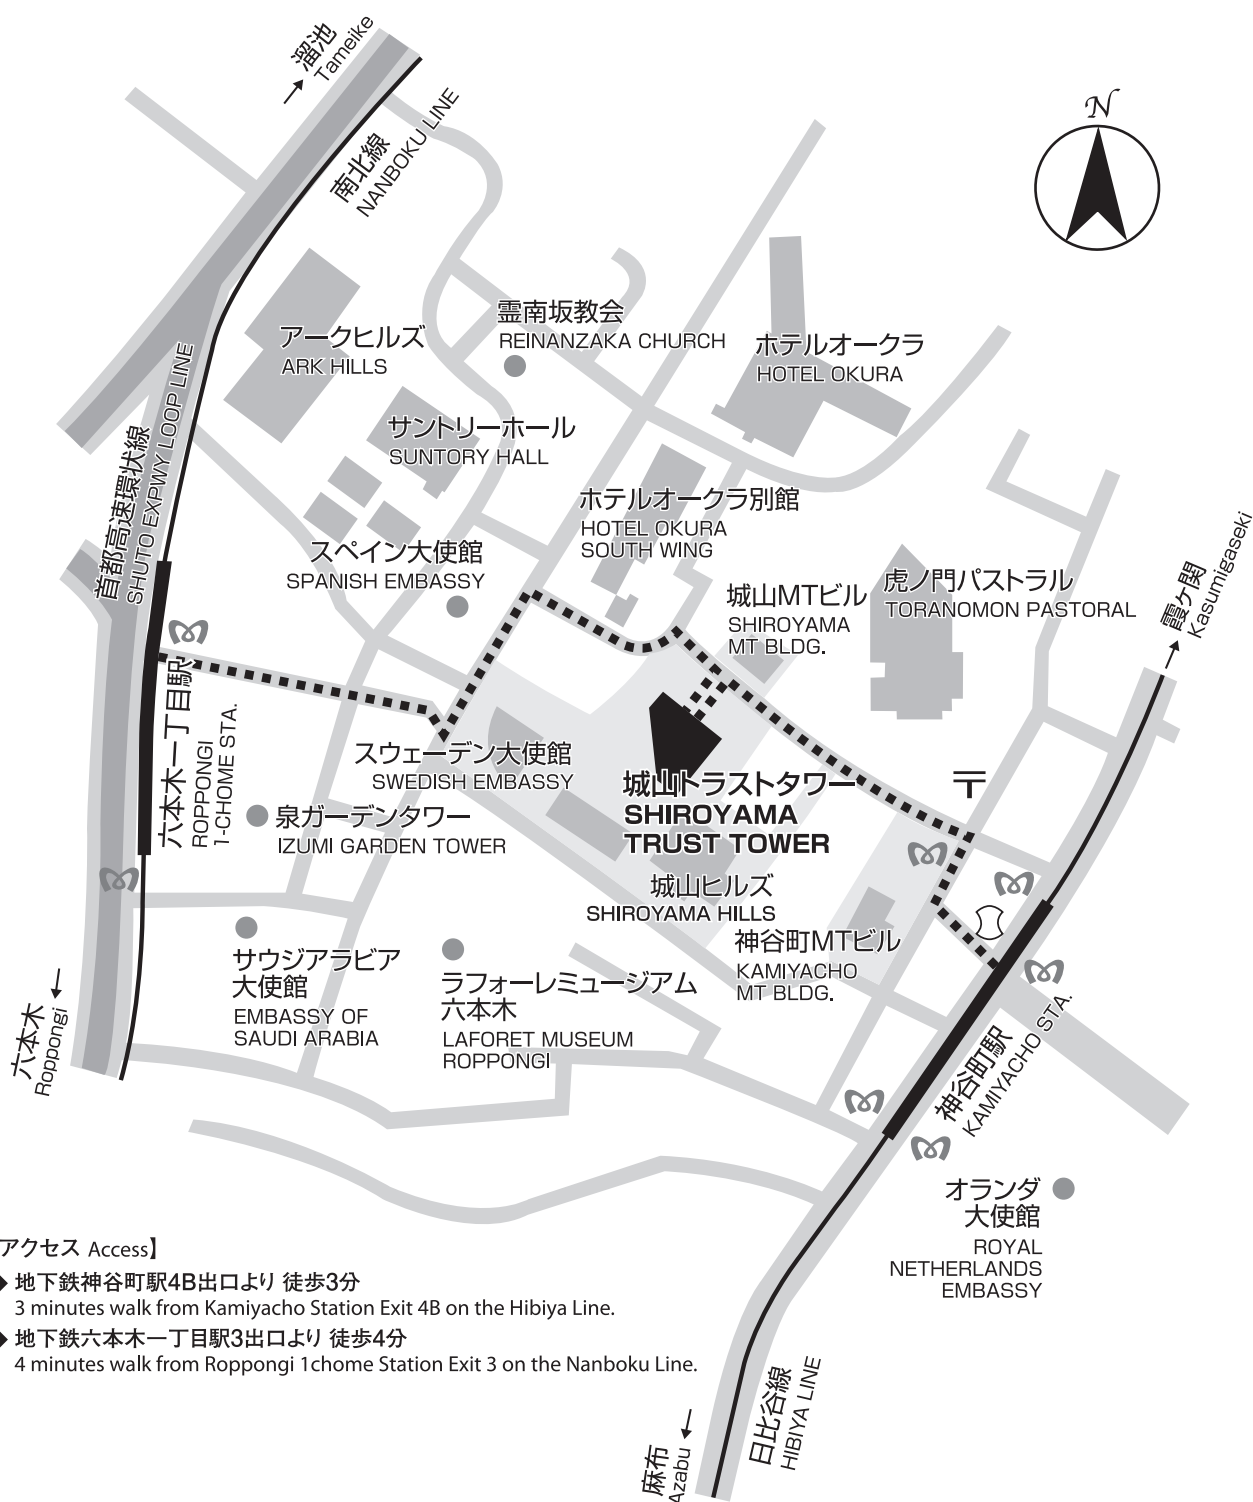 溜池
Tameike
N
南北線
NANBOKU LINE
霊南坂教会
REINANZAKA CHURCH
アークヒルズ
ARK HILLS
ホテルオークラ
HOTEL OKURA
首都高速環状線
SHUTO EXPWY LOOP LINE
サントリーホール
SUNTORY HALL
ホテルオークラ別館
HOTEL OKURA
SOUTH WING
スペイン大使館
SPANISH EMBASSY
城山MTビル
SHIROYAMA
MT BLDG.
虎ノ門パストラル
TORANOMON PASTORAL
霞ヶ関
Kasumigaseki
六本木一丁目駅
ROPPONGI
1-CHOME STA.
スウェーデン大使館
SWEDISH EMBASSY
城山トラストタワー
SHIROYAMA
TRUST TOWER
〒
泉ガーデンタワー
IZUMI GARDEN TOWER
城山ヒルズ
SHIROYAMA HILLS
神谷町MTビル
KAMIYACHO
MT BLDG.
サウジアラビア
大使館
EMBASSY OF
SAUDI ARABIA
ラフォーレミュージアム
六本木
LAFORET MUSEUM
ROPPONGI
六本木
Roppongi
神谷町駅
KAMIYACHO STA.
オランダ
大使館
ROYAL
NETHERLANDS
EMBASSY
アクセス Access】
地下鉄神谷町駅4B出口より 徒歩3分
3 minutes walk from Kamiyacho Station Exit 4B on the Hibiya Line.
地下鉄六本木一丁目駅3出口より 徒歩4分
4 minutes walk from Roppongi 1chome Station Exit 3 on the Nanboku Line.
日比谷線
HIBIYA LINE
麻布
Azabu